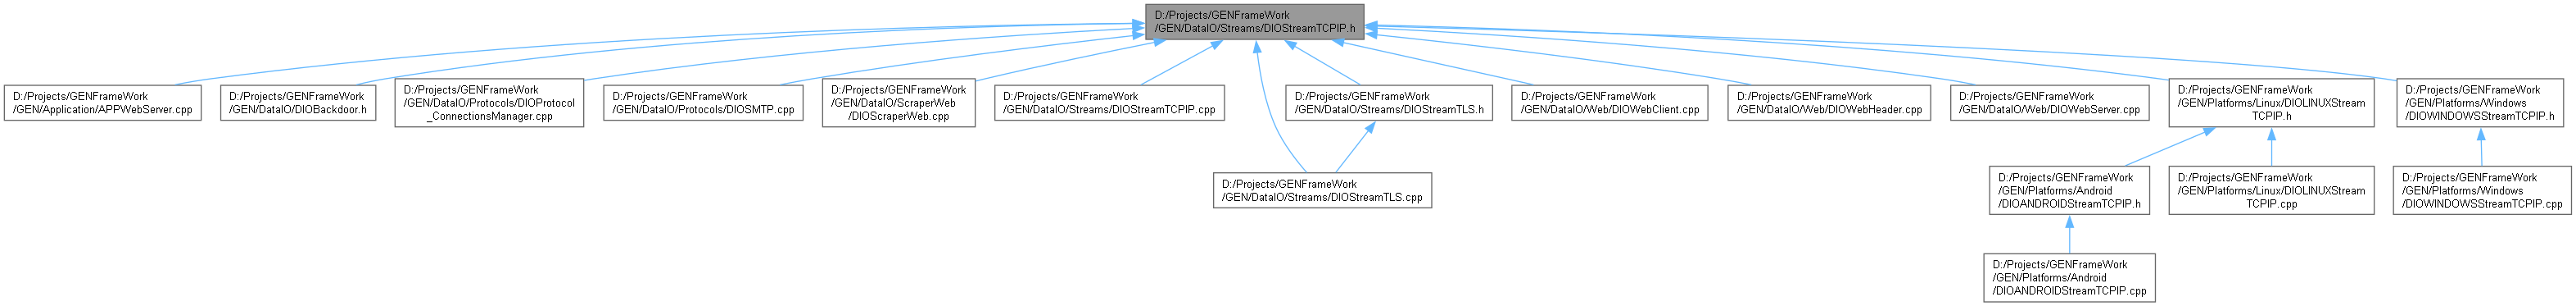 D:/Projects/GENFrameWork
/GEN/DataIO/Streams/DIOStreamTCPIP.h
D:/Projects/GENFrameWork
/GEN/Application/APPWebServer.cpp
D:/Projects/GENFrameWork
/GEN/DataIO/DIOBackdoor.h
D:/Projects/GENFrameWork
/GEN/DataIO/Protocols/DIOProtocol
_ConnectionsManager.cpp
D:/Projects/GENFrameWork
/GEN/DataIO/Protocols/DIOSMTP.cpp
D:/Projects/GENFrameWork
/GEN/DataIO/ScraperWeb
/DIOScraperWeb.cpp
D:/Projects/GENFrameWork
/GEN/DataIO/Streams/DIOStreamTCPIP.cpp
D:/Projects/GENFrameWork
/GEN/DataIO/Streams/DIOStreamTLS.h
D:/Projects/GENFrameWork
/GEN/DataIO/Web/DIOWebClient.cpp
D:/Projects/GENFrameWork
/GEN/DataIO/Web/DIOWebHeader.cpp
D:/Projects/GENFrameWork
/GEN/DataIO/Web/DIOWebServer.cpp
D:/Projects/GENFrameWork
/GEN/Platforms/Linux/DIOLINUXStream
TCPIP.h
D:/Projects/GENFrameWork
/GEN/Platforms/Windows
/DIOWINDOWSStreamTCPIP.h
D:/Projects/GENFrameWork
/GEN/DataIO/Streams/DIOStreamTLS.cpp
D:/Projects/GENFrameWork
/GEN/Platforms/Android
/DIOANDROIDStreamTCPIP.h
D:/Projects/GENFrameWork
/GEN/Platforms/Linux/DIOLINUXStream
TCPIP.cpp
D:/Projects/GENFrameWork
/GEN/Platforms/Windows
/DIOWINDOWSStreamTCPIP.cpp
D:/Projects/GENFrameWork
/GEN/Platforms/Android
/DIOANDROIDStreamTCPIP.cpp